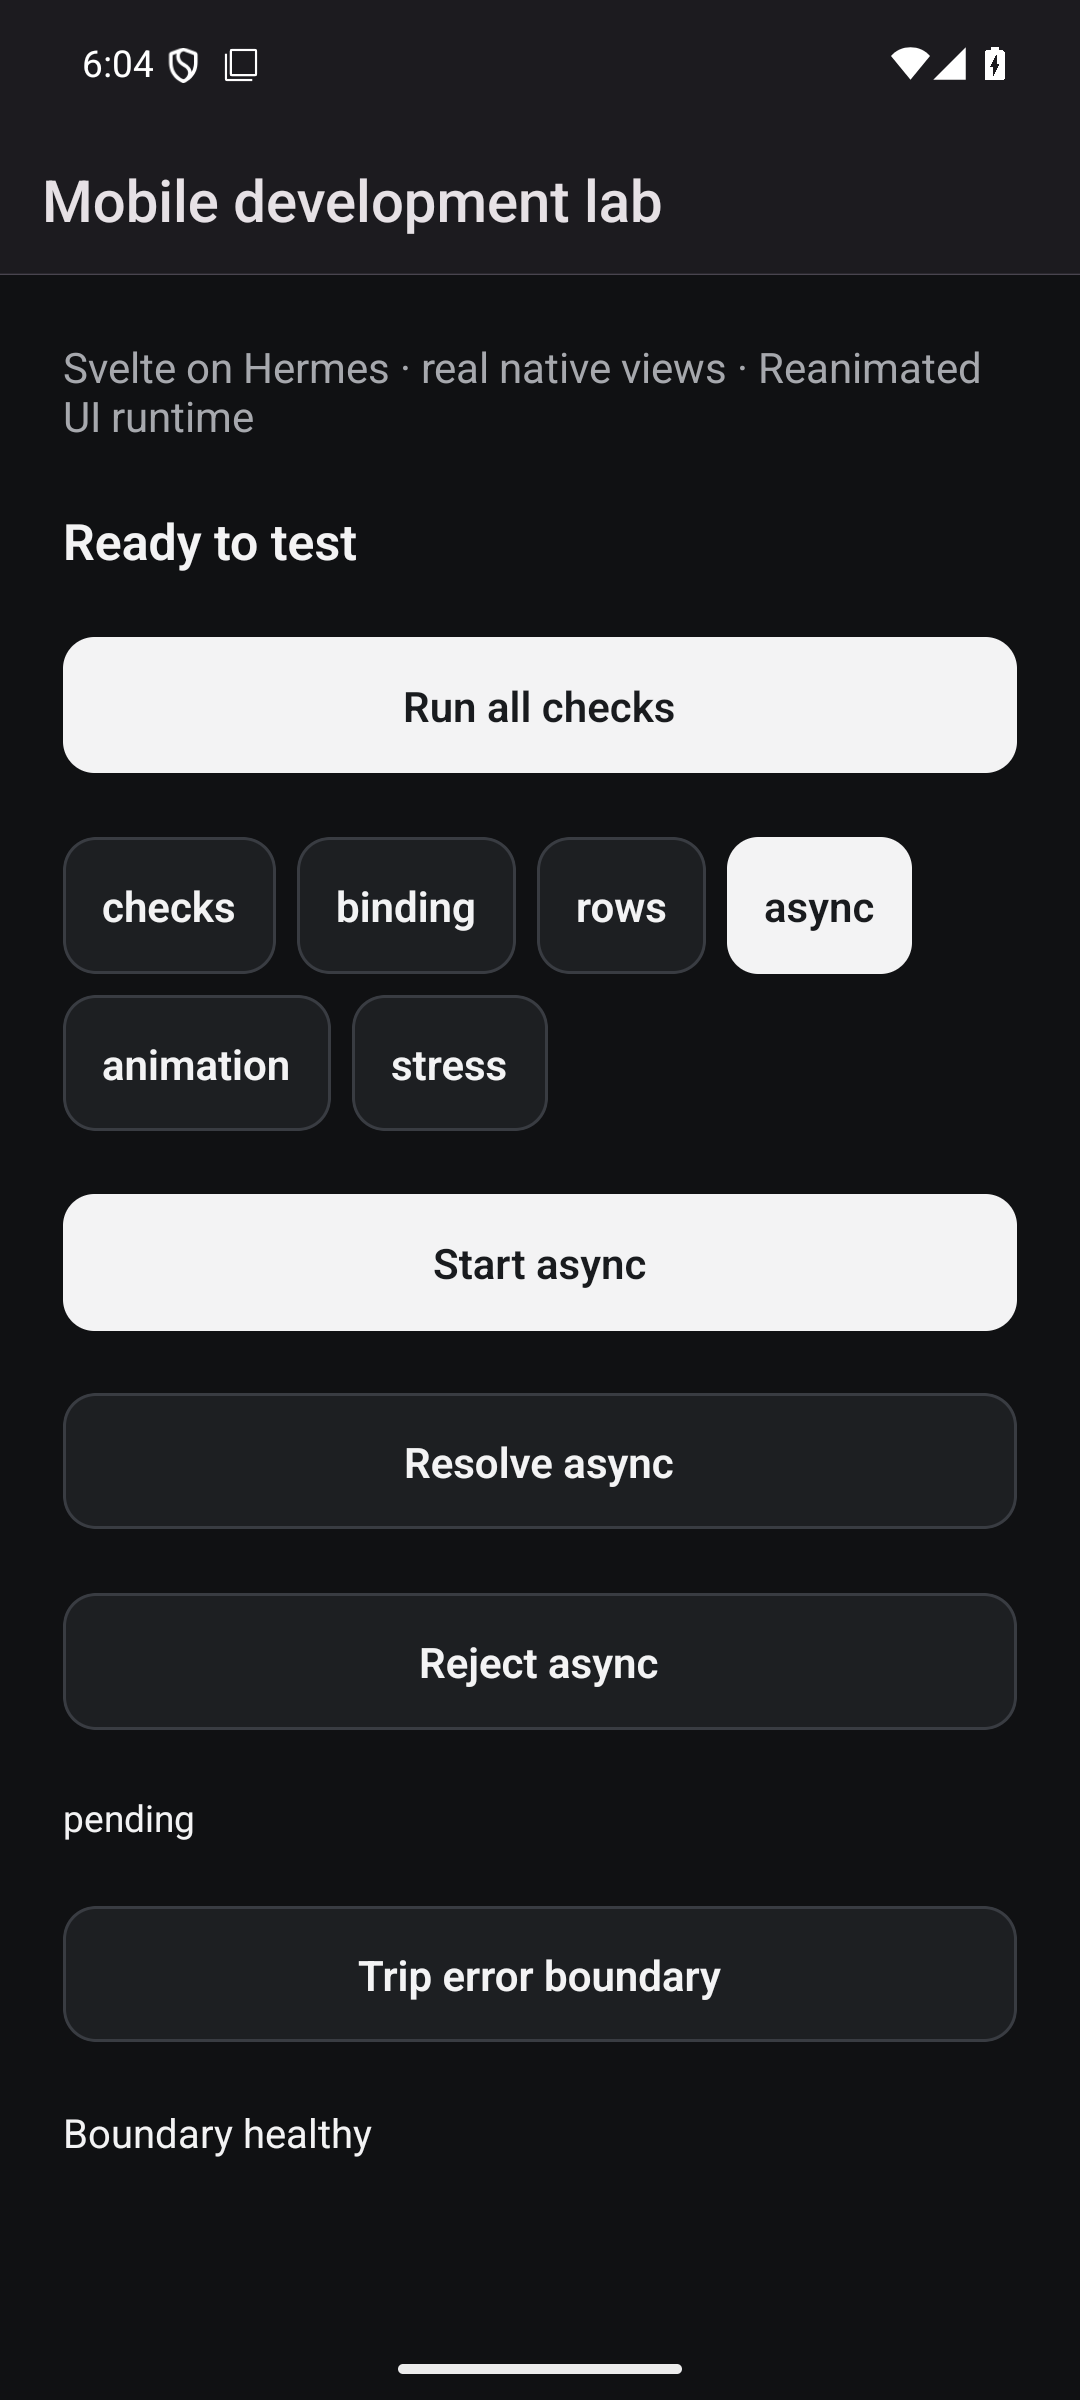 6:04
Mobile development lab
Svelte on Hermes · real native views · Reanimated
UI runtime
Ready to test
Run all checks
checks binding rows async
animation stress
Start async
Resolve async
Reject async
pending
Trip error boundary
Boundary healthy